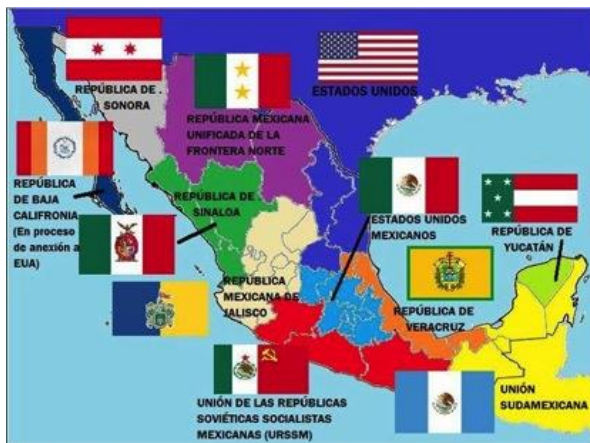 REPÚBLICA DE .
SONORA
REPÚBLICA MEXICANA
UNIFICADA DE LA
FRONTERA NORTE
ESTADOS UNIDOS
REPÚBLICA
DE BAJA
CALIFRONIA
(En proceso
de anexión a
EUA)
REPÚBLICA DE .
SINALOA
ESTADOS UNIDOS
MEXICANOS
REPÚBLICA DE
YUCATÁN
REPÚBLICA
MEXICANA DE
JALISCO
REPÚBLICA DE
VERACRUZ
UNIÓN DE LAS REPÚBLICAS
SOVIÉTICAS SOCIALISTAS
MEXICANAS (URSSM)
UNIÓN
SUDAMEXICANA